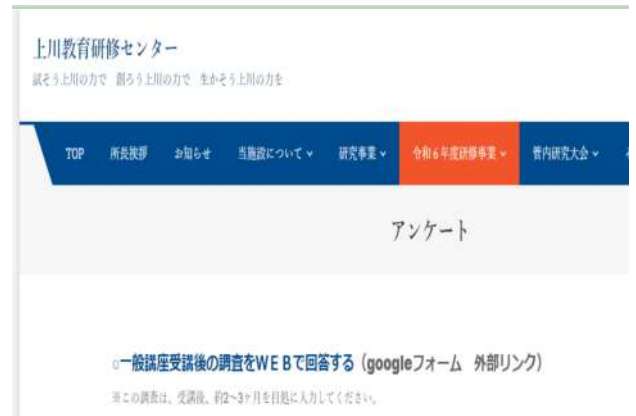 上川教育研修センター
試そう上川の力で 創ろう上川の力で 生かそう上川の力を
TOP 所長挨拶 お知らせ 当施設について 研究事業 令和6年度研修事業 管内研究大会
アンケート
○一般講座受講後の調査をWEBで回答する（googleフォーム 外部リンク）
※この調査は、受講後、約2~3ヶ月を目処に入力してください。